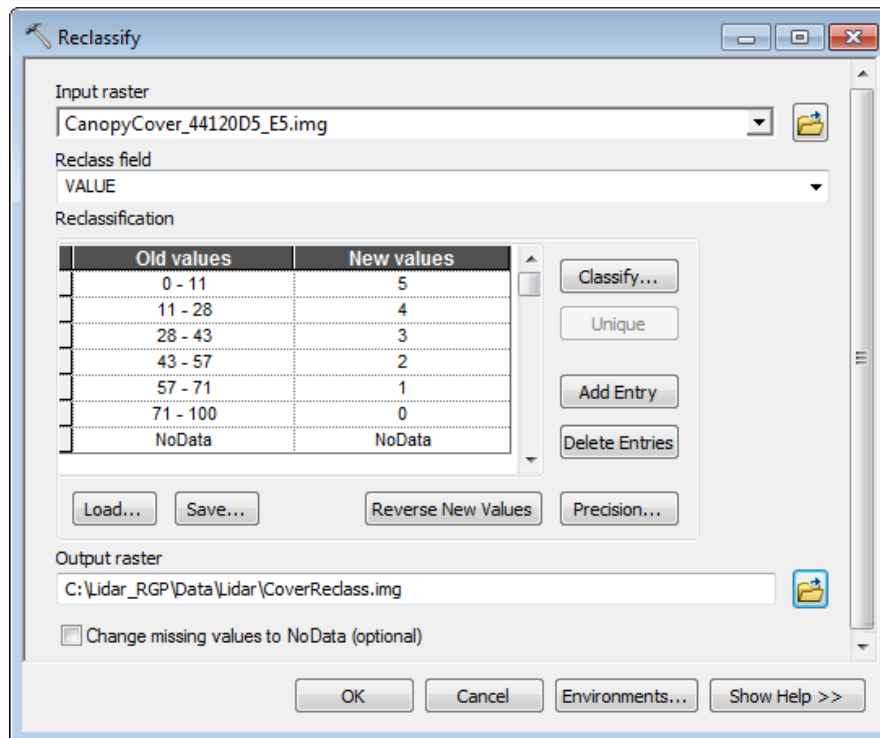 Reclassify
Input raster
CanopyCover_44120D5_E5.img
Reclass field
VALUE
Reclassification
Old values New values
0 - 11 5
11 - 28 4
28 - 43 3
43 - 57 2
57 - 71 1
71 - 100 0
NoData NoData
Classify...
Unique
Add Entry
Delete Entries
Load... Save... Reverse New Values Precision...
Output raster
C:\Lidar_RGP\Data\Lidar\CoverReclass.img
Change missing values to NoData (optional)
OK Cancel Environments... Show Help >>